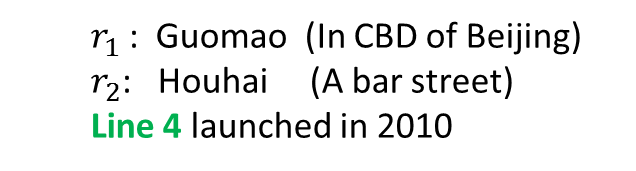 r₁ : Guomao (In CBD of Beijing)
r₂: Houhai (A bar street)
Line 4 launched in 2010